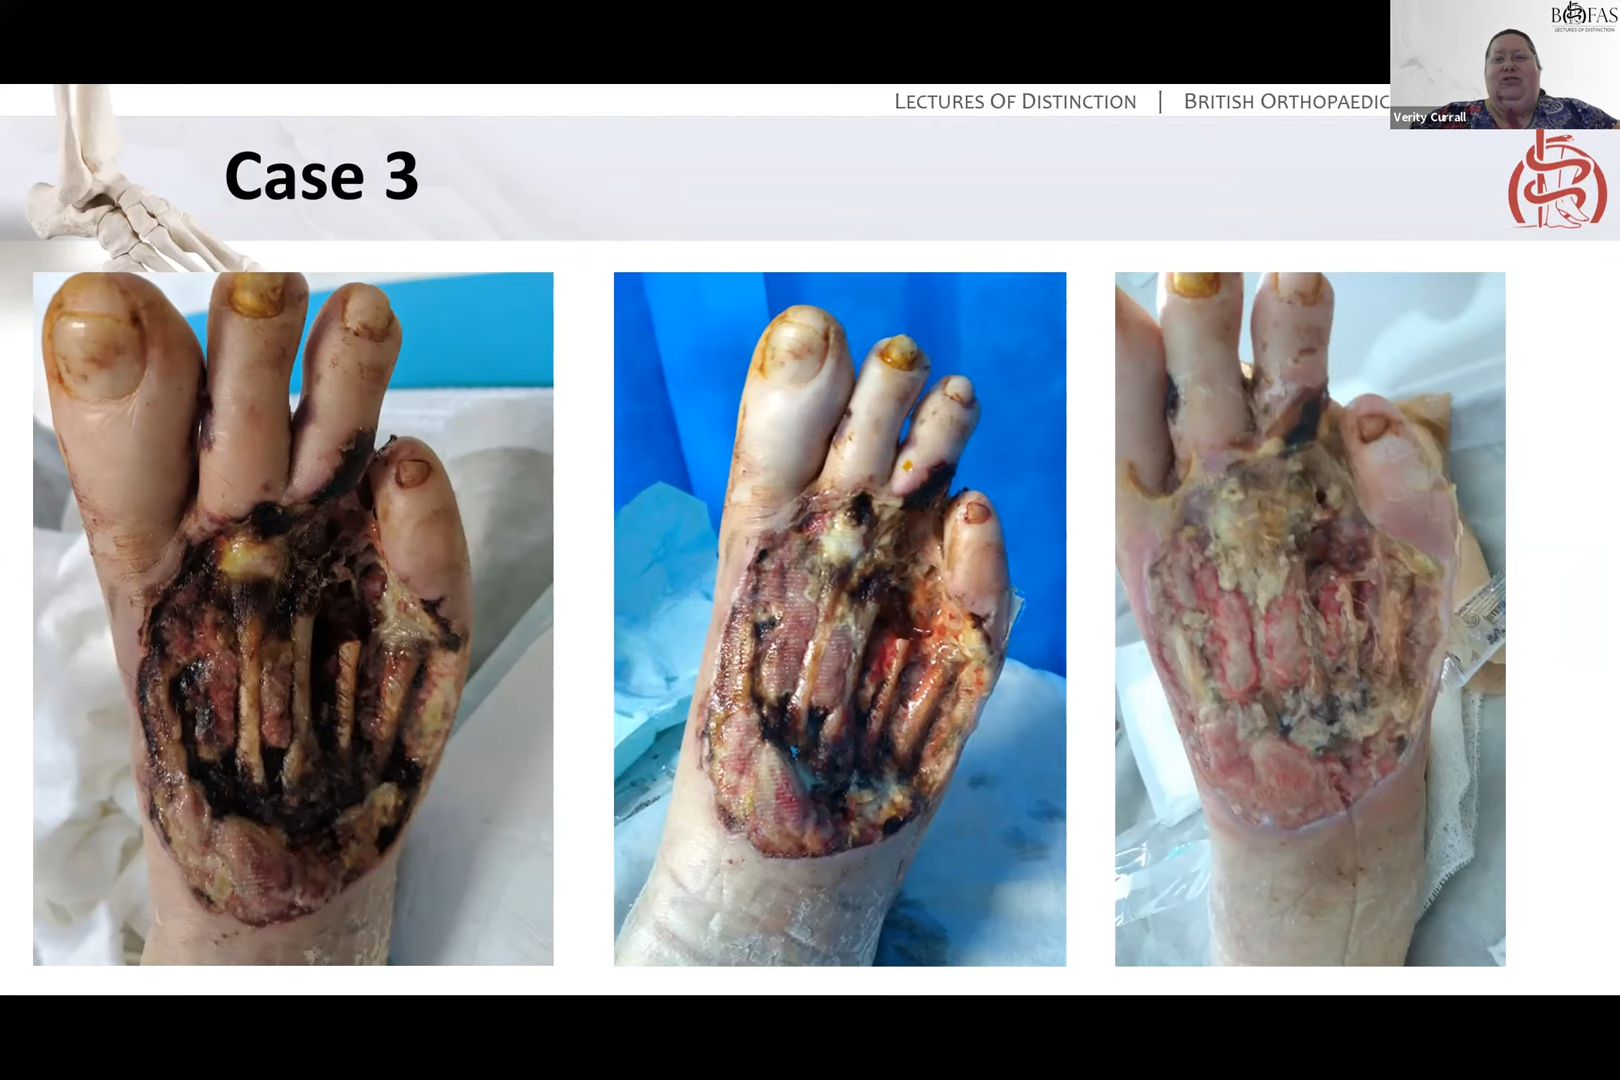 BOFAS
LECTURES OF DISTINCTION
LECTURES OF DISTINCTION | BRITISH ORTHOPAEDIC
Verity Currall
Case 3